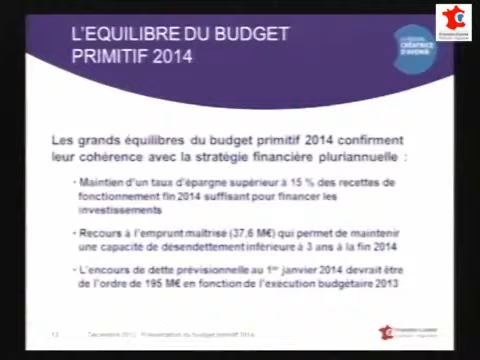 L'EQUILIBRE DU BUDGET
PRIMITIF 2014
Les grands équilibres du budget primitif 2014 confirment
leur cohérence avec la stratégie financière pluriannuelle :
• Maintien d'un taux d'épargne supérieur à 15 % des recettes de
fonctionnement fin 2014 suffisant pour financer les
investissements
• Recours à l'emprunt maîtrisé (37,6 M€) qui permet de maintenir
une capacité de désendettement inférieure à 3 ans à la fin 2014
• L'encours de dette prévisionnelle au 1er janvier 2014 devrait être
de l'ordre de 195 M€ en fonction de l'exécution budgétaire 2013
Présentation du budget primitif 2014